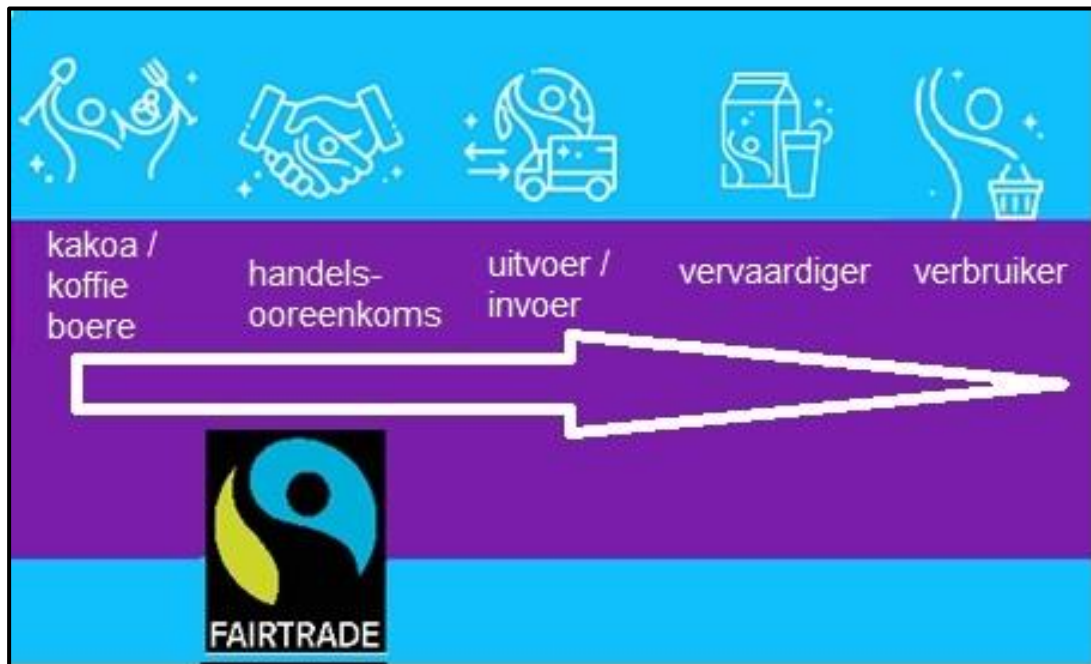 kakoa /
koffie
boere
handels-
ooreenkoms
uitvoer /
invoer
vervaardiger
verbruiker
FAIRTRADE